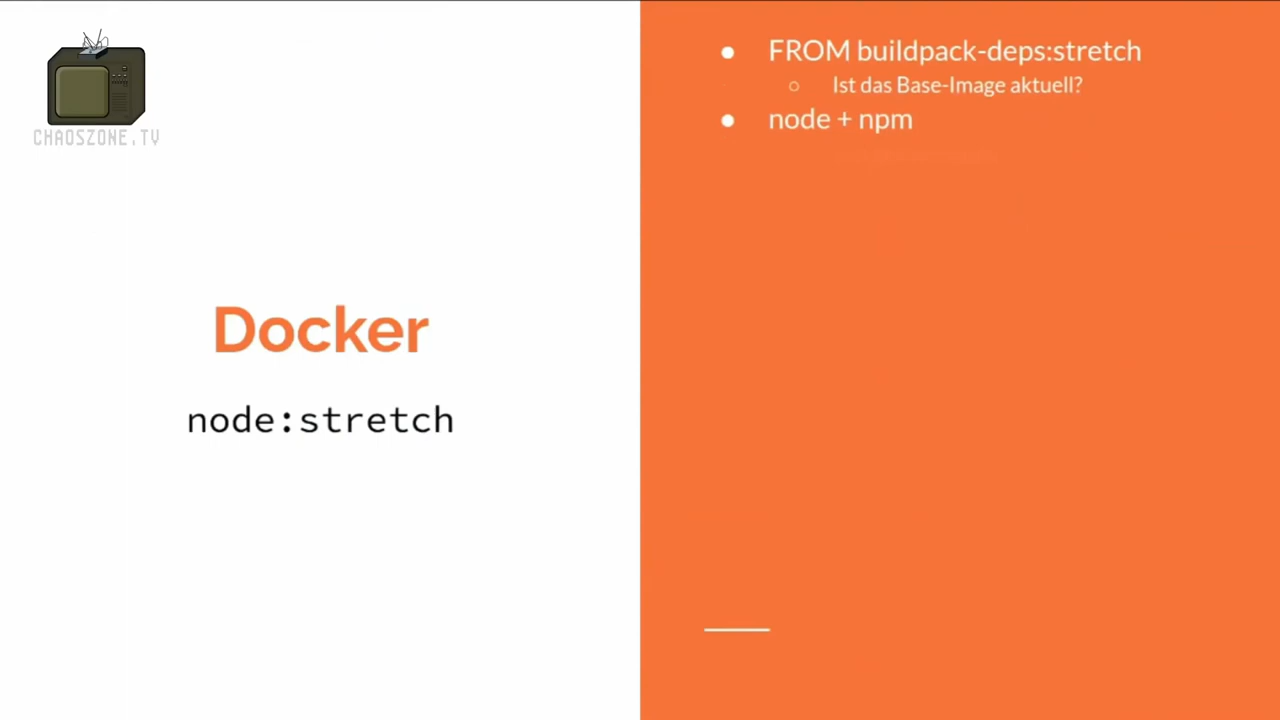 CHAOSZONE.TV
Docker
node:stretch
● FROM buildpack-deps:stretch
○ Ist das Base-Image aktuell?
● node + npm